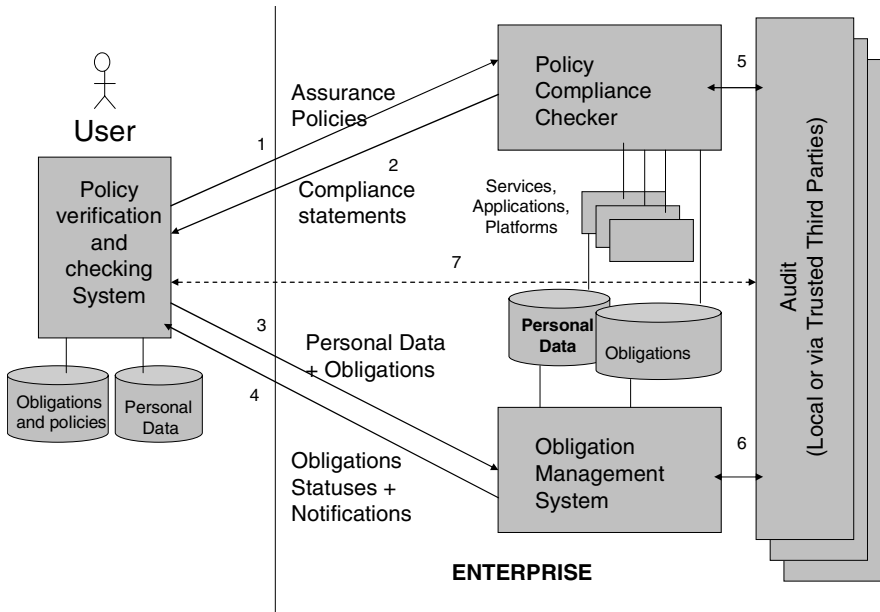 User
Policy
verification
and
checking
System
Obligations
and policies
Personal
Data
1
Assurance
Policies
2
Compliance
statements
7
3
Personal Data
+ Obligations
4
Obligations
Statuses +
Notifications
Policy
Compliance
Checker
5
Services,
Applications,
Platforms
Personal
Data
Obligations
Obligation
Management
System
6
ENTERPRISE
Audit
(Local or via Trusted Third Parties)